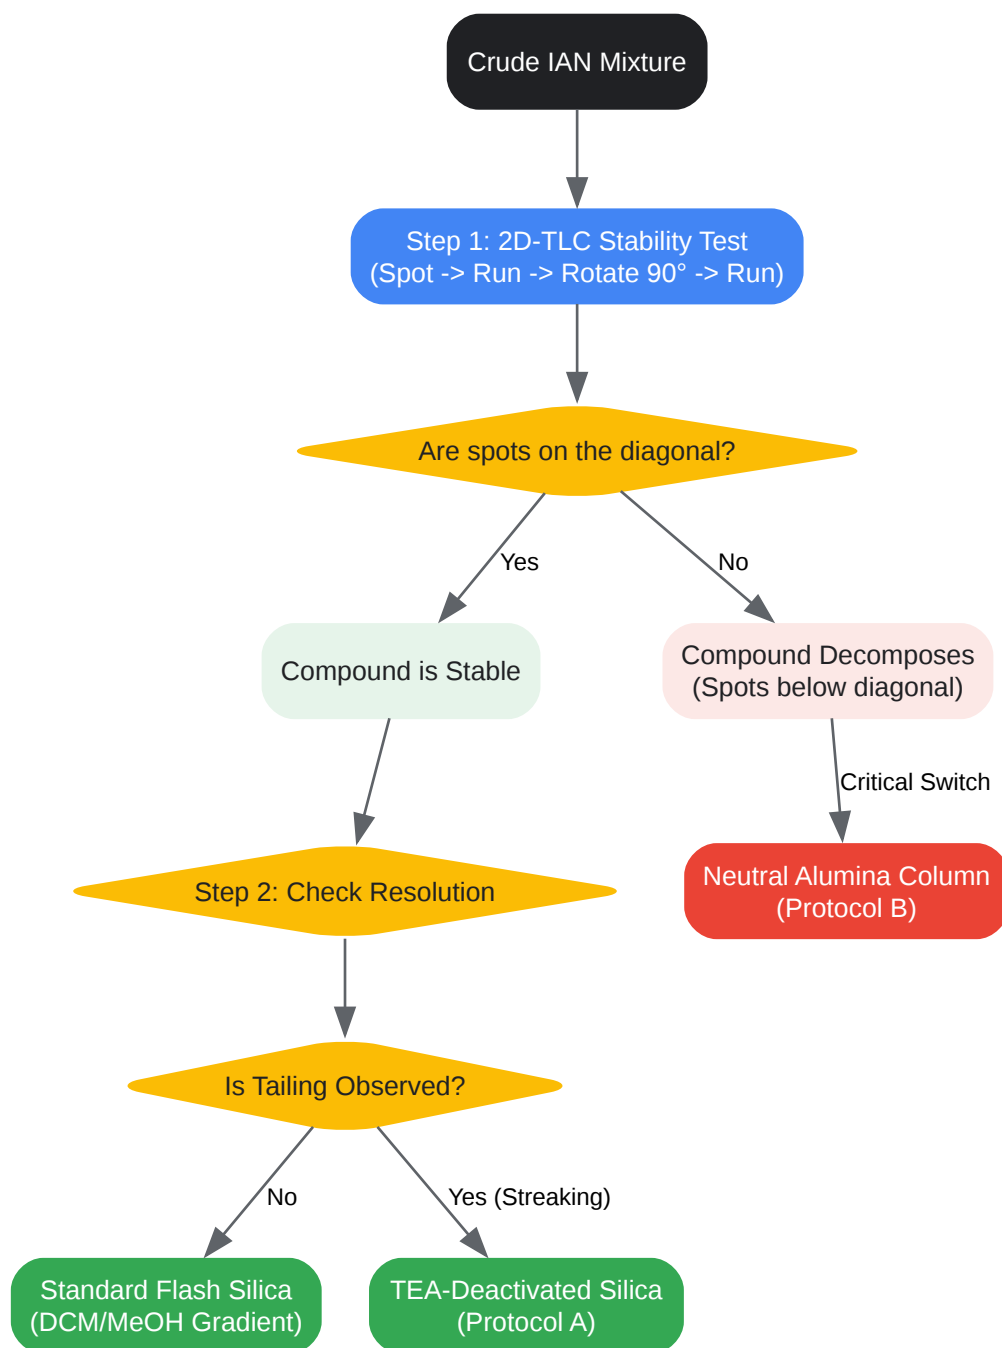 Crude IAN Mixture
Step 1: 2D-TLC Stability Test
(Spot -> Run -> Rotate 90° -> Run)
Are spots on the diagonal?
Yes
No
Compound is Stable
Compound Decomposes
(Spots below diagonal)
Critical Switch
Step 2: Check Resolution
Neutral Alumina Column
(Protocol B)
Is Tailing Observed?
No
Yes (Streaking)
Standard Flash Silica
(DCM/MeOH Gradient)
TEA-Deactivated Silica
(Protocol A)